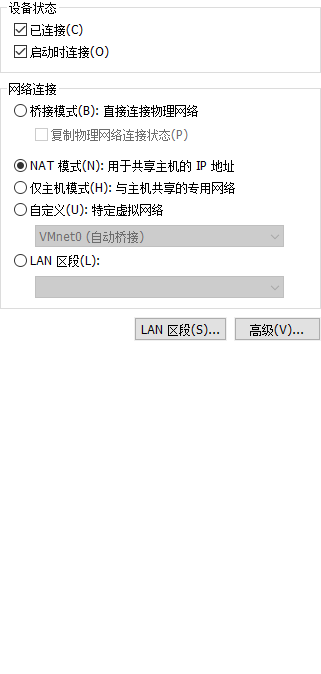 设备状态
已连接(C)
启动时连接(O)
网络连接
桥接模式(B): 直接连接物理网络
复制物理网络连接状态(P)
NAT 模式(N): 用于共享主机的 IP 地址
仅主机模式(H): 与主机共享的专用网络
自定义(U): 特定虚拟网络
VMnet0 (自动桥接)
LAN 区段(L):
LAN 区段(S)... 高级(V)...